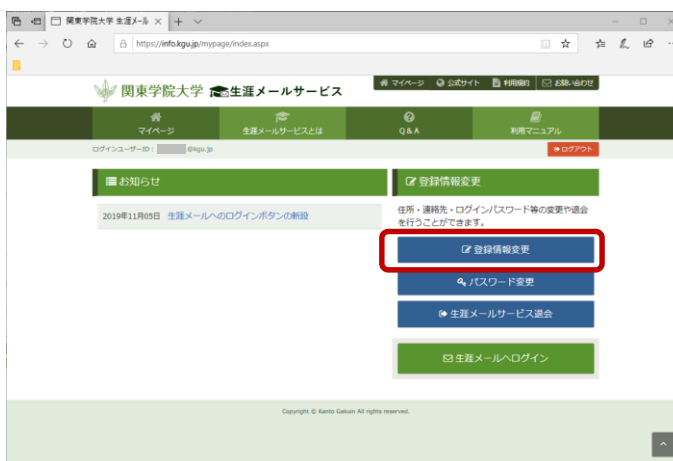 関東学院大学 生涯メール
https://info.kgu.jp/mypage/index.aspx
関東学院大学 生涯メールサービス
マイページ 公式サイト 利用規約 お問い合わせ
マイページ 生涯メールサービスとは Q & A 利用マニュアル
ログインユーザーID： @kgu.jp ログアウト
お知らせ
2019年11月05日 生涯メールへのログインボタンの新設
登録情報変更
住所・連絡先・ログインパスワード等の変更や退会
を行うことができます。
登録情報変更
パスワード変更
生涯メールサービス退会
生涯メールへログイン
Copyright © Kanto Gakuin All rights reserved.